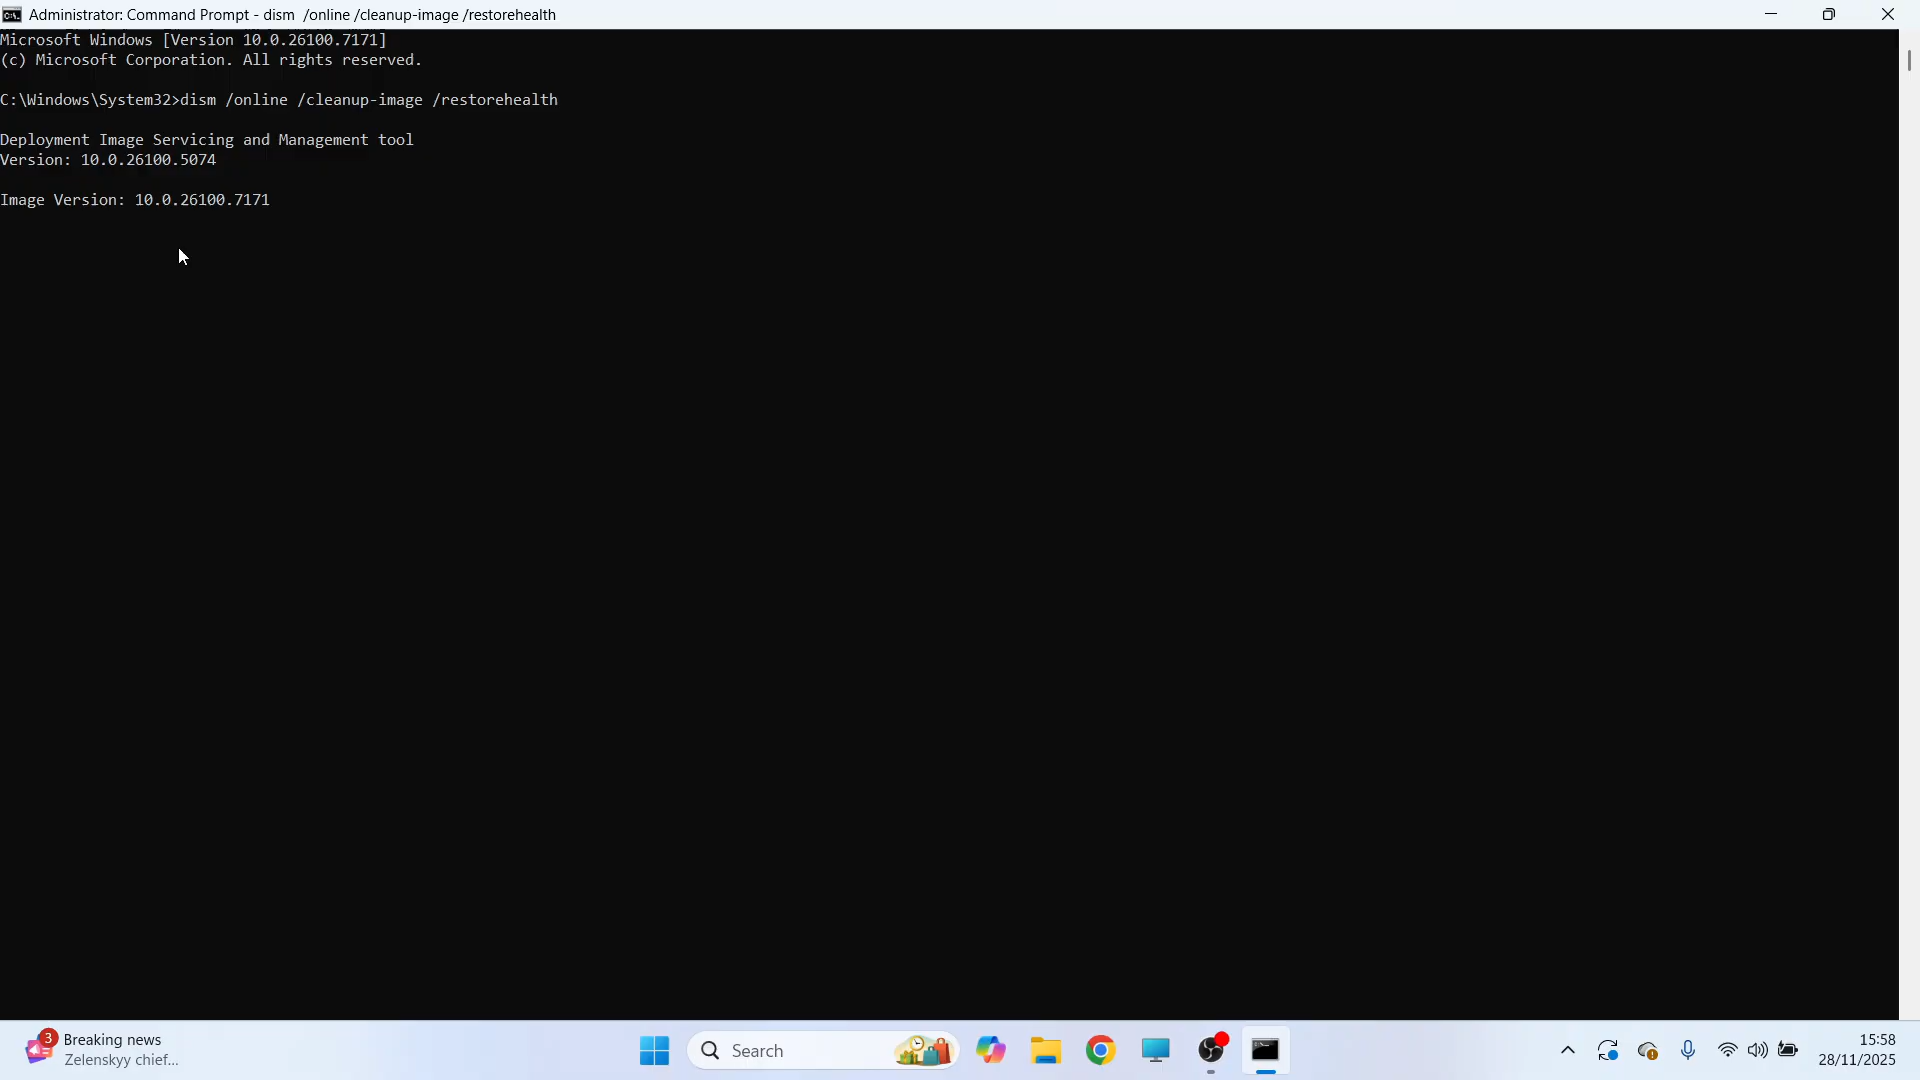 Administrator: Command Prompt - dism  /online /cleanup-image /restorehealth
Microsoft Windows [Version 10.0.26100.7171]
(c) Microsoft Corporation. All rights reserved.
C:\Windows\System32>dism /online /cleanup-image /restorehealth
Deployment Image Servicing and Management tool
Version: 10.0.26100.5074
Image Version: 10.0.26100.7171
3
Breaking news
Zelenskyy chief...
Search
15:58
28/11/2025